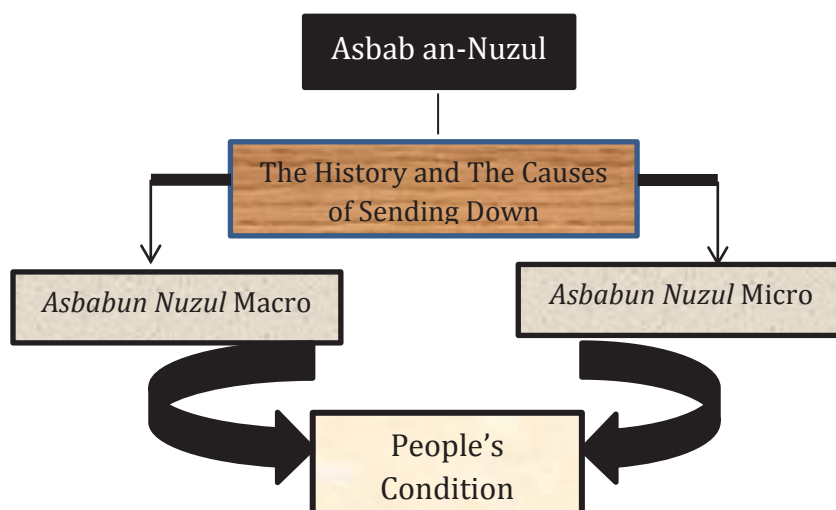 Asbab an-Nuzul
The History and The Causes
of Sending Down
Asbabun Nuzul Macro
Asbabun Nuzul Micro
People’s
Condition